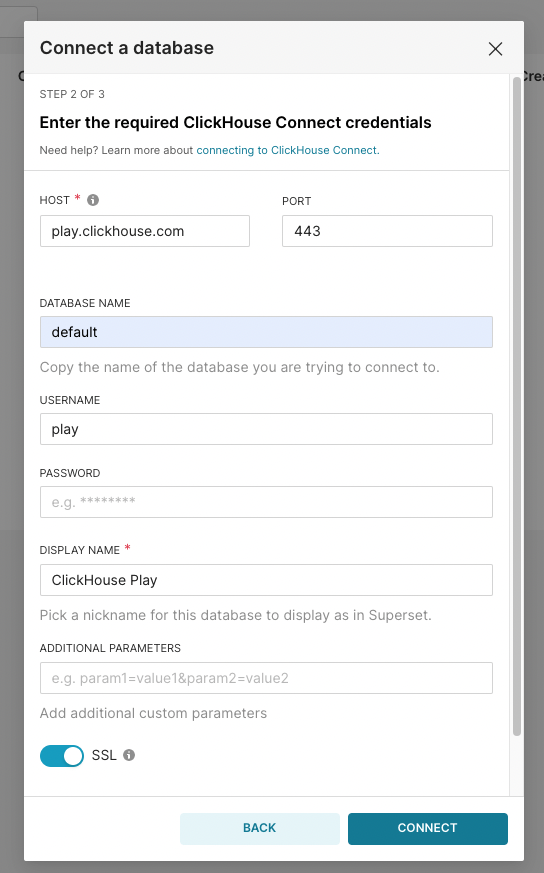 Connect a database
STEP 2 OF 3
Enter the required ClickHouse Connect credentials
Need help? Learn more about connecting to ClickHouse Connect.
HOST *
PORT
play.clickhouse.com
443
DATABASE NAME
default
Copy the name of the database you are trying to connect to.
USERNAME
play
PASSWORD
e.g. ********
DISPLAY NAME *
ClickHouse Play
Pick a nickname for this database to display as in Superset.
ADDITIONAL PARAMETERS
e.g. param1=value1&param2=value2
Add additional custom parameters
SSL
BACK
CONNECT